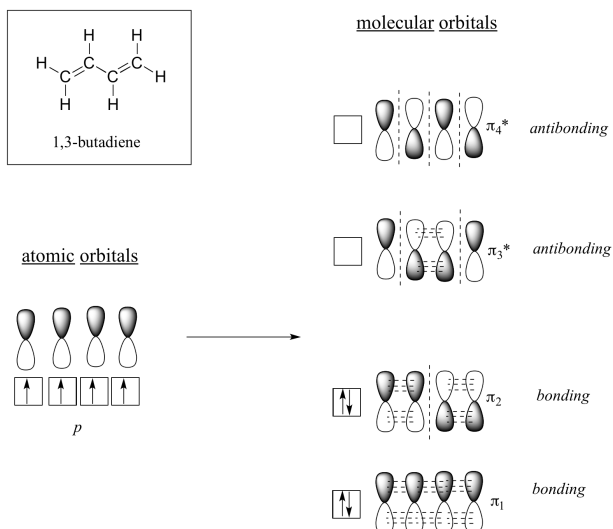 molecular orbitals
H H
H C C H
C C
H H
1,3-butadiene
π4* antibonding
π3* antibonding
atomic orbitals
p
π2 bonding
π1 bonding